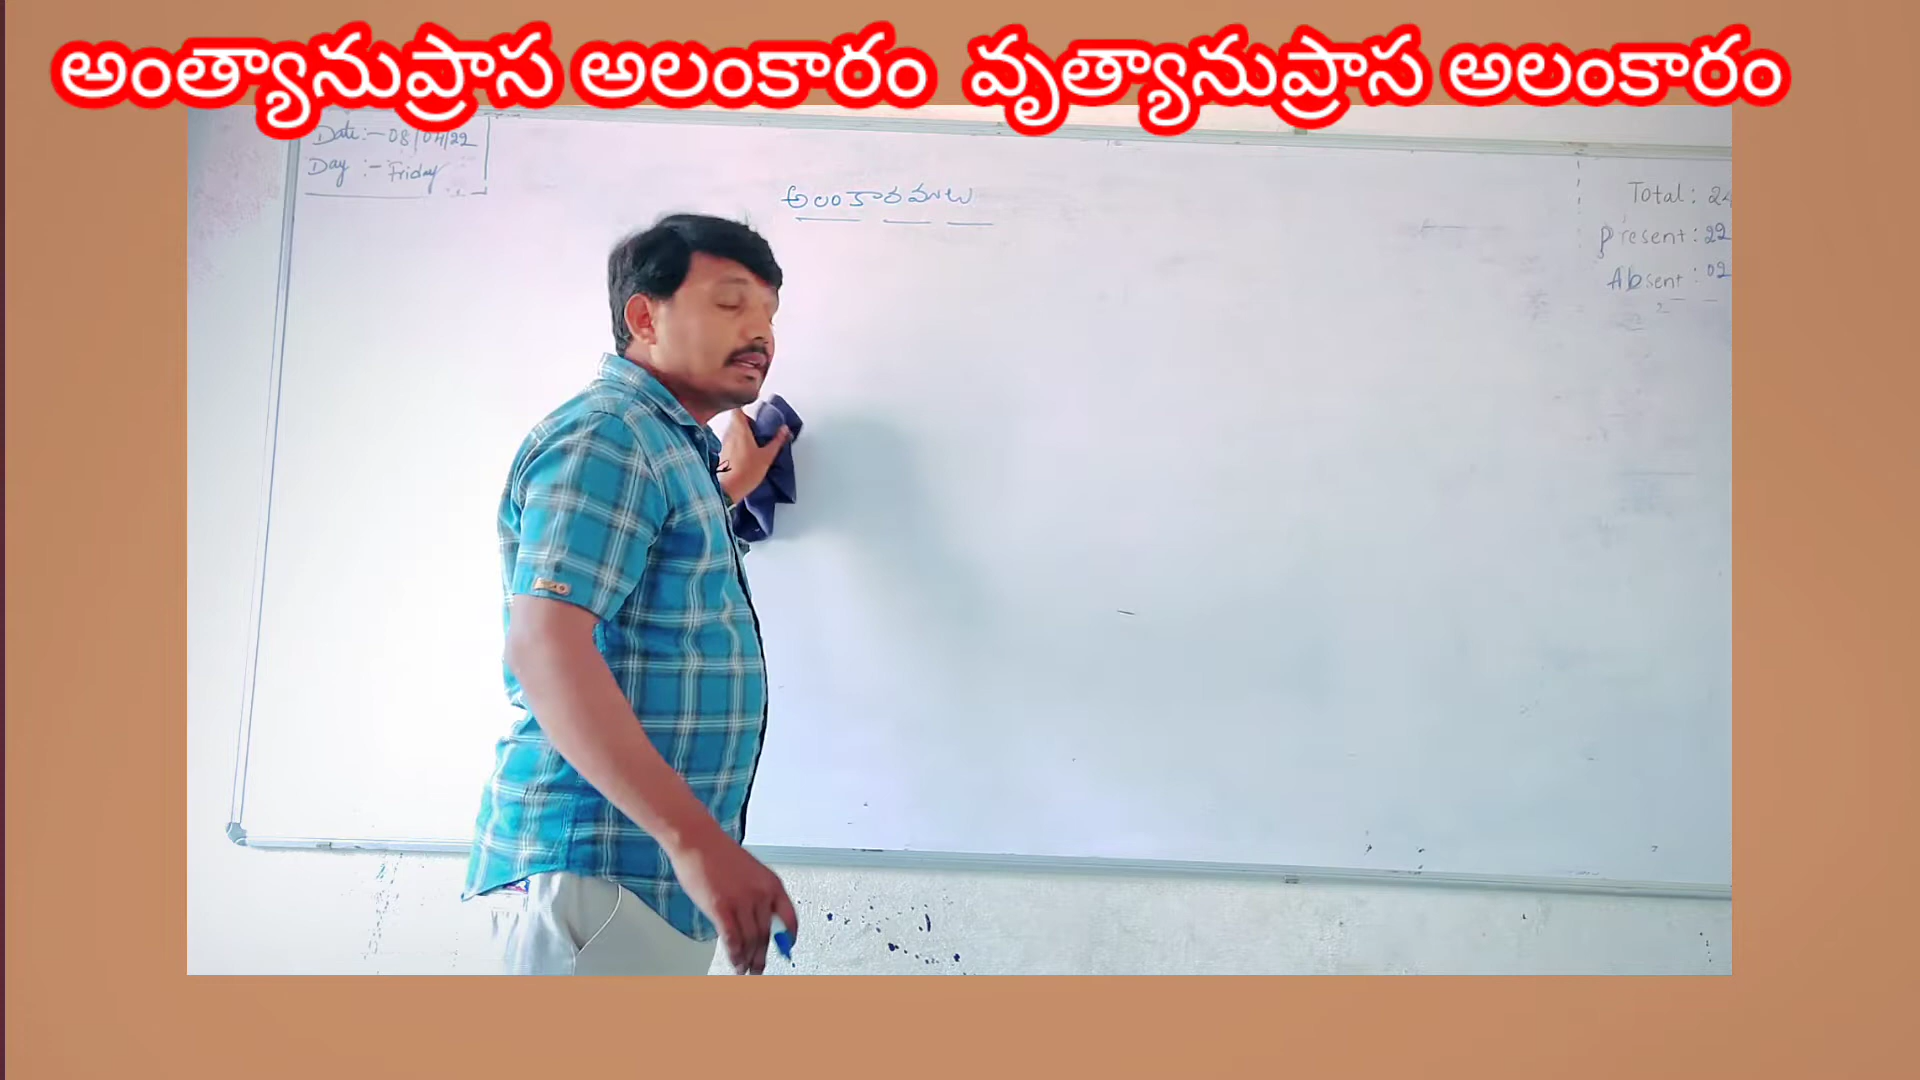 అంత్యానుప్రాస అలంకారం వృత్యానుప్రాస అలంకారం
Date:- 08/04/22
Day :- Friday
అలంకారములు
Total: 24
Present: 22
Absent: 02